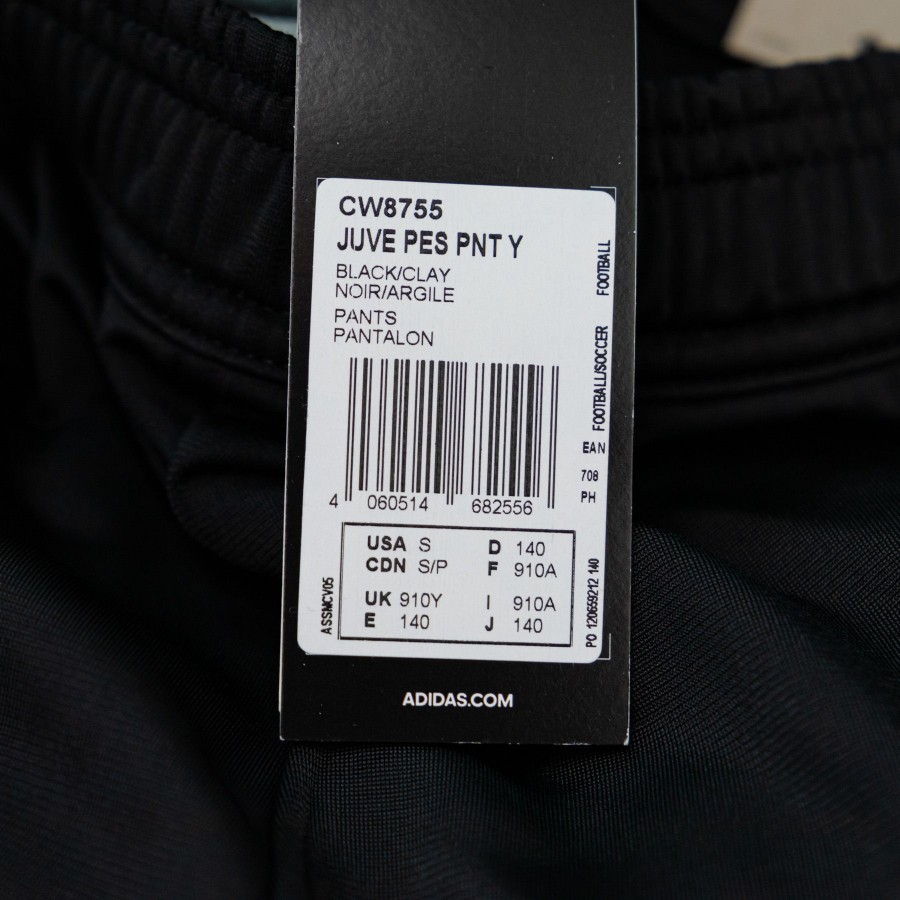 CW8755
JUVE PES PNT Y
BLACK/CLAY
NOIR/ARGILE
PANTS
PANTALON
FOOTBALL/SOCCER FOOTBALL
EAN
708
PH
4 060514 682556
USA S D 140
CDN S/P F 910A
UK 910Y I 910A
E 140 J 140
ASSMCV05
PO 120659212 140
ADIDAS.COM